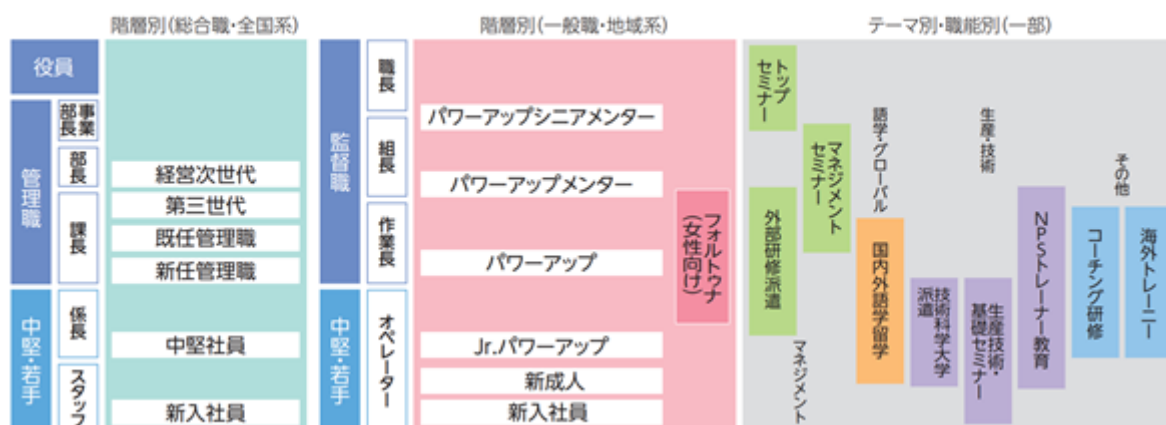 階層別(総合職・全国系)
階層別(一般職・地域系)
テーマ別・職能別(一部)
役員
管理職
中堅・若手
事業
部長
部長
課長
係長
スタッフ
経営次世代
第三世代
既任管理職
新任管理職
中堅社員
新入社員
監督職
中堅・若手
職長
組長
作業長
オペレーター
パワーアップシニアメンター
パワーアップメンター
パワーアップ
Jr.パワーアップ
新成人
新入社員
フォルトゥナ
(女性向け)
トップ
セミナー
マネジメント
セミナー
外部研修派遣
マネジメント
語学・グローバル
国内外語学留学
生産・技術
技術科学大学
派遣
生産技術・
基礎セミナー
NPSトレーナー教育
その他
コーチング研修
海外トレーニー